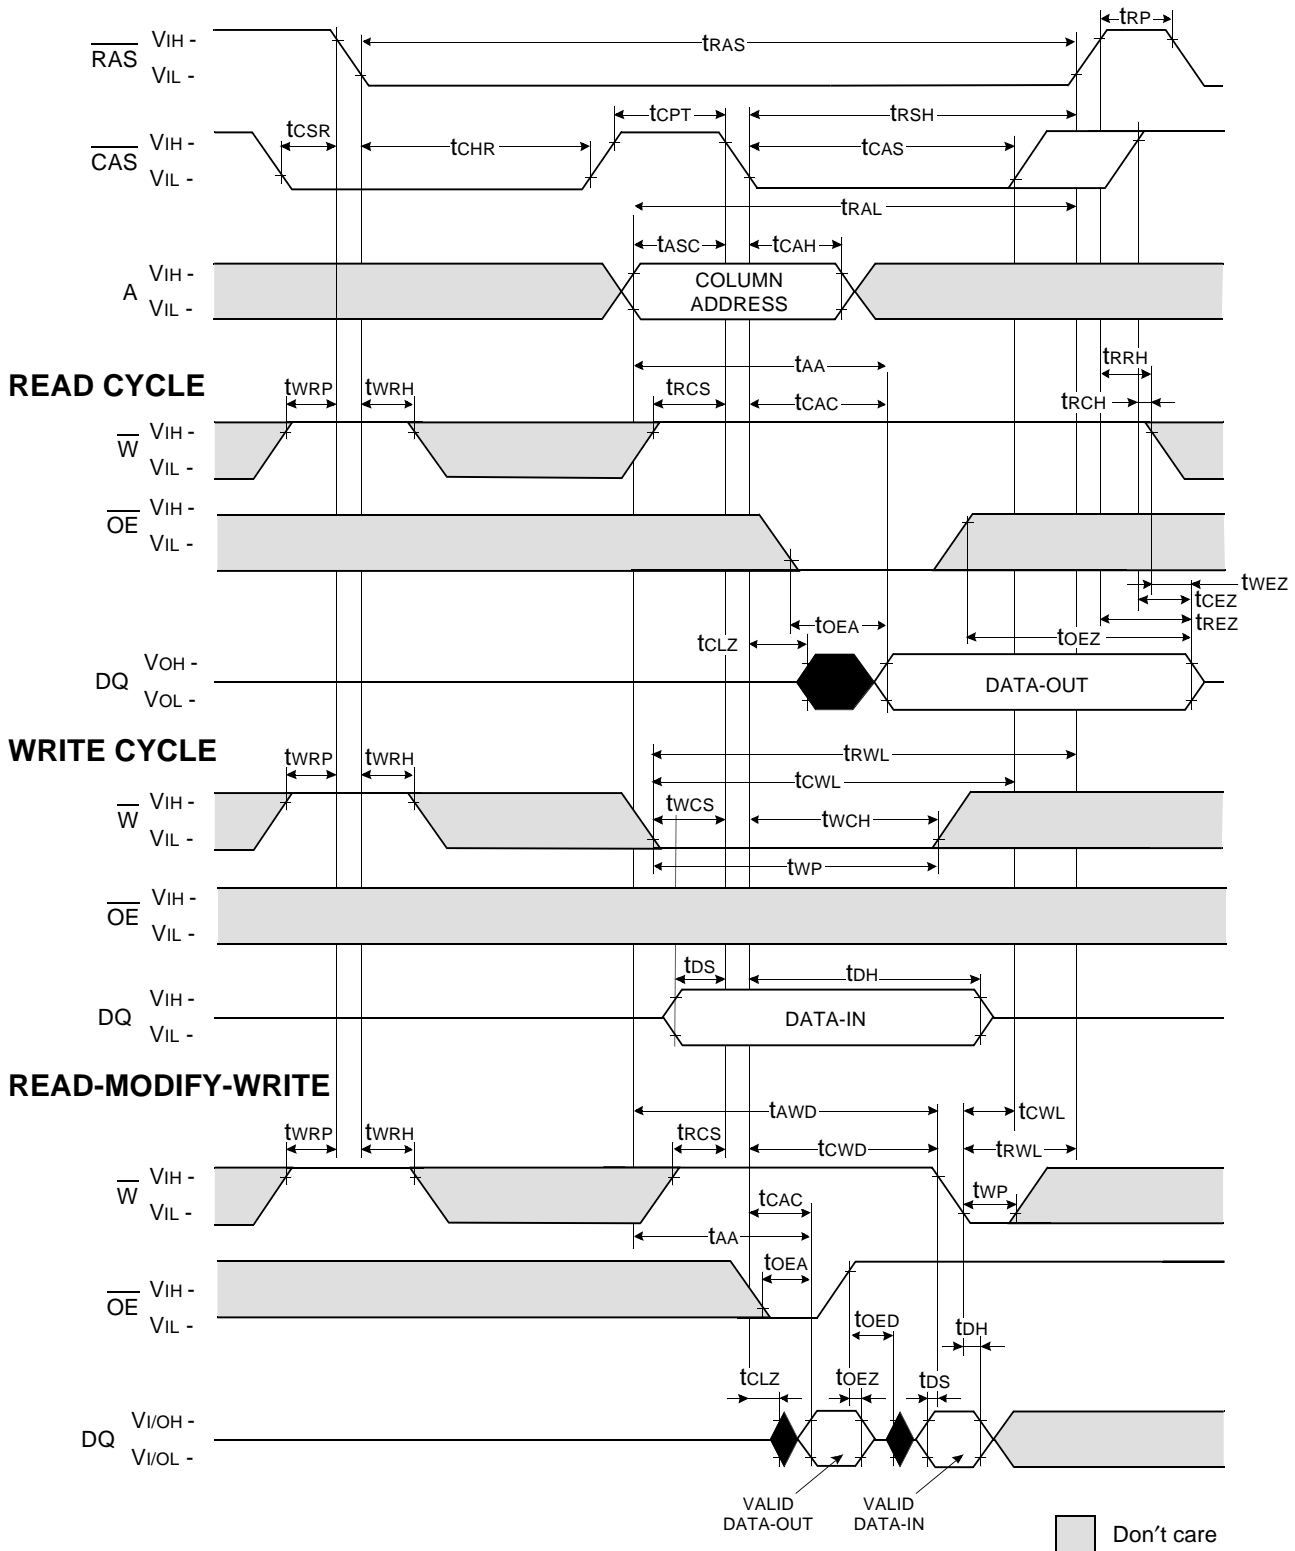 tRP
RAS
VIH -
VIL -
tRAS
CAS
VIH -
VIL -
tCSR
tCHR
tCPT
tRSH
tCAS
tRAL
tASC
tCAH
A
VIH -
VIL -
COLUMN
ADDRESS
READ CYCLE
tWRP
tWRH
tRCS
tAA
tCAC
tRRH
tRCH
W
VIH -
VIL -
OE
VIH -
VIL -
tWEZ
tCEZ
tREZ
tOEZ
tOEA
tCLZ
DQ
VOH -
VOL -
DATA-OUT
WRITE CYCLE
tWRP
tWRH
tRWL
tCWL
tWCS
tWCH
tWP
W
VIH -
VIL -
OE
VIH -
VIL -
tDS
tDH
DQ
VIH -
VIL -
DATA-IN
READ-MODIFY-WRITE
tAWD
tCWL
tWRP
tWRH
tRCS
tCWD
tRWL
W
VIH -
VIL -
tWP
tCAC
tAA
tOEA
OE
VIH -
VIL -
tOED
tDH
tCLZ
tOEZ
tDS
DQ
VI/OH -
VI/OL -
VALID
DATA-OUT
VALID
DATA-IN
Don′t care